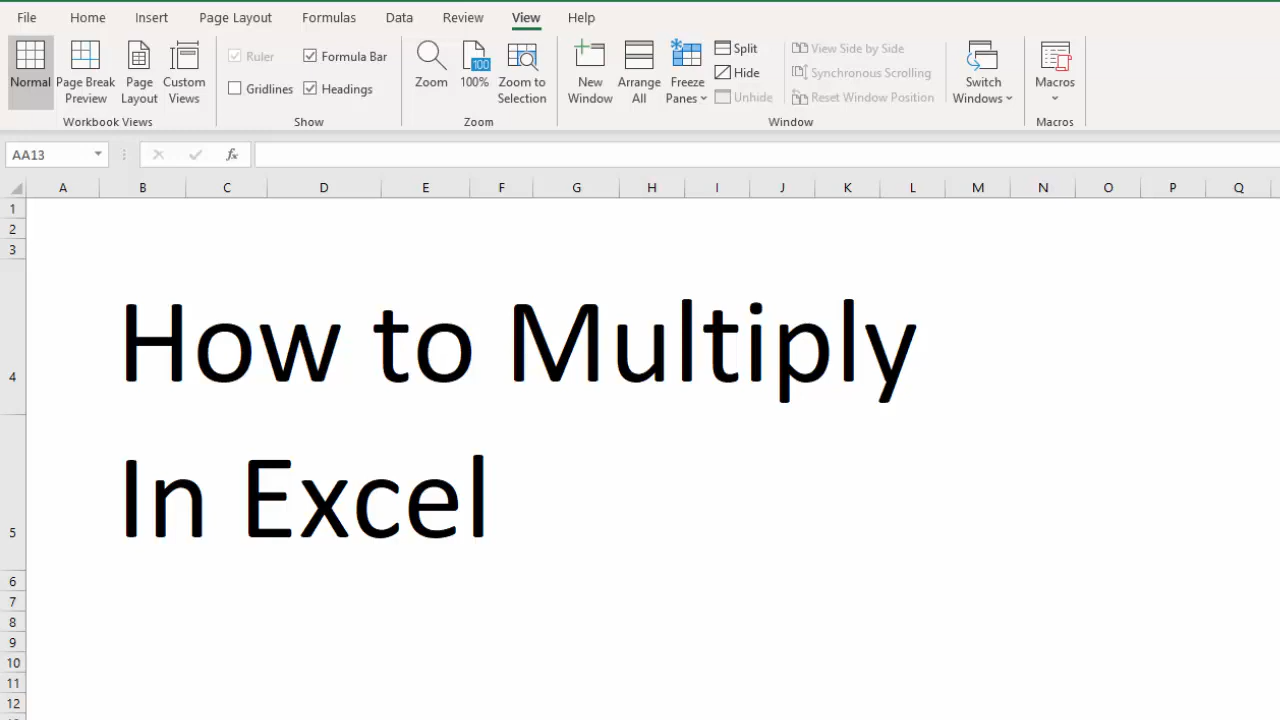 File Home Insert Page Layout Formulas Data Review View Help
Normal Page Break Preview Page Layout Custom Views
Workbook Views
Ruler Formula Bar
Gridlines Headings
Show
Zoom 100% Zoom to Selection
100
Zoom
New Window Arrange All Freeze Panes
Split
Hide
Unhide
View Side by Side
Synchronous Scrolling
Reset Window Position
Switch Windows
Window
Macros
Macros
AA13 fx
A B C D E F G H I J K L M N O P Q
1
2
3
4 How to Multiply
5 In Excel
6
7
8
9
10
11
12